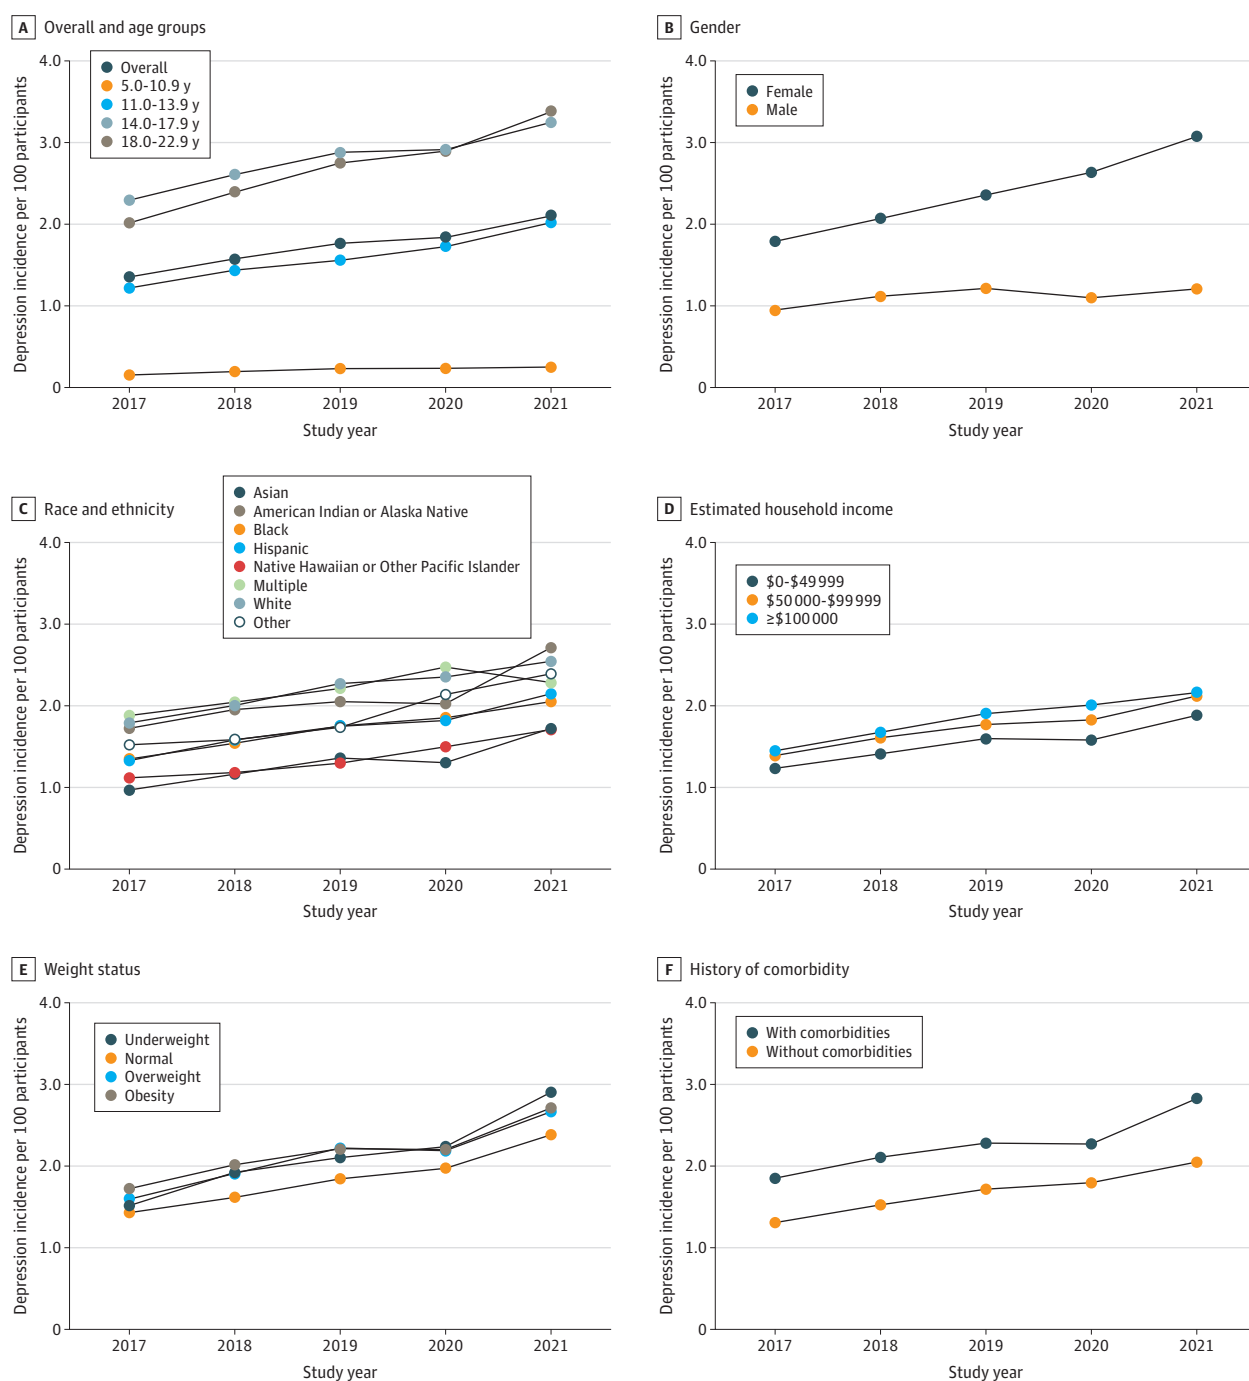 A Overall and age groups
Depression incidence per 100 participants
4.0
3.0
2.0
1.0
0
Overall
5.0-10.9 y
11.0-13.9 y
14.0-17.9 y
18.0-22.9 y
2017 2018 2019 2020 2021
Study year
B Gender
Depression incidence per 100 participants
4.0
3.0
2.0
1.0
0
Female
Male
2017 2018 2019 2020 2021
Study year
C Race and ethnicity
Depression incidence per 100 participants
4.0
3.0
2.0
1.0
0
Asian
American Indian or Alaska Native
Black
Hispanic
Native Hawaiian or Other Pacific Islander
Multiple
White
Other
2017 2018 2019 2020 2021
Study year
D Estimated household income
Depression incidence per 100 participants
4.0
3.0
2.0
1.0
0
$0-$49 999
$50 000-$99 999
≥$100 000
2017 2018 2019 2020 2021
Study year
E Weight status
Depression incidence per 100 participants
4.0
3.0
2.0
1.0
0
Underweight
Normal
Overweight
Obesity
2017 2018 2019 2020 2021
Study year
F History of comorbidity
Depression incidence per 100 participants
4.0
3.0
2.0
1.0
0
With comorbidities
Without comorbidities
2017 2018 2019 2020 2021
Study year